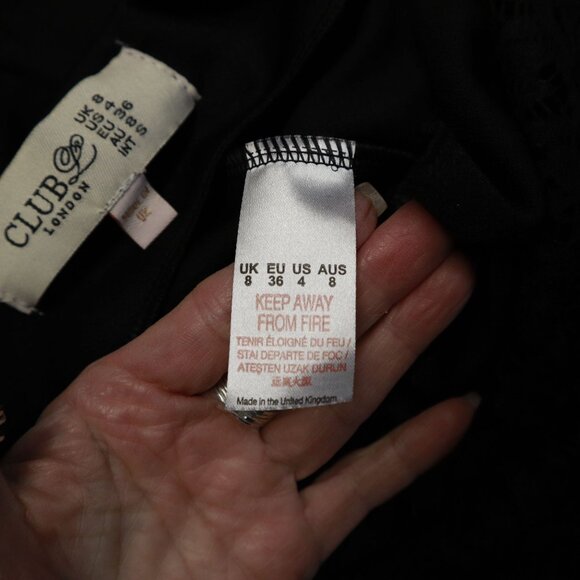 CLUB L
LONDON
UK 8
US 4
EU 36
AU 8
INT S
UK EU US AUS
8 36 4 8
KEEP AWAY
FROM FIRE
TENIR ÉLOIGNÉ DU FEU /
STAI DEPARTE DE FOC /
ATEŞTEN UZAK DURUN
远离火源
Made in the United Kingdom